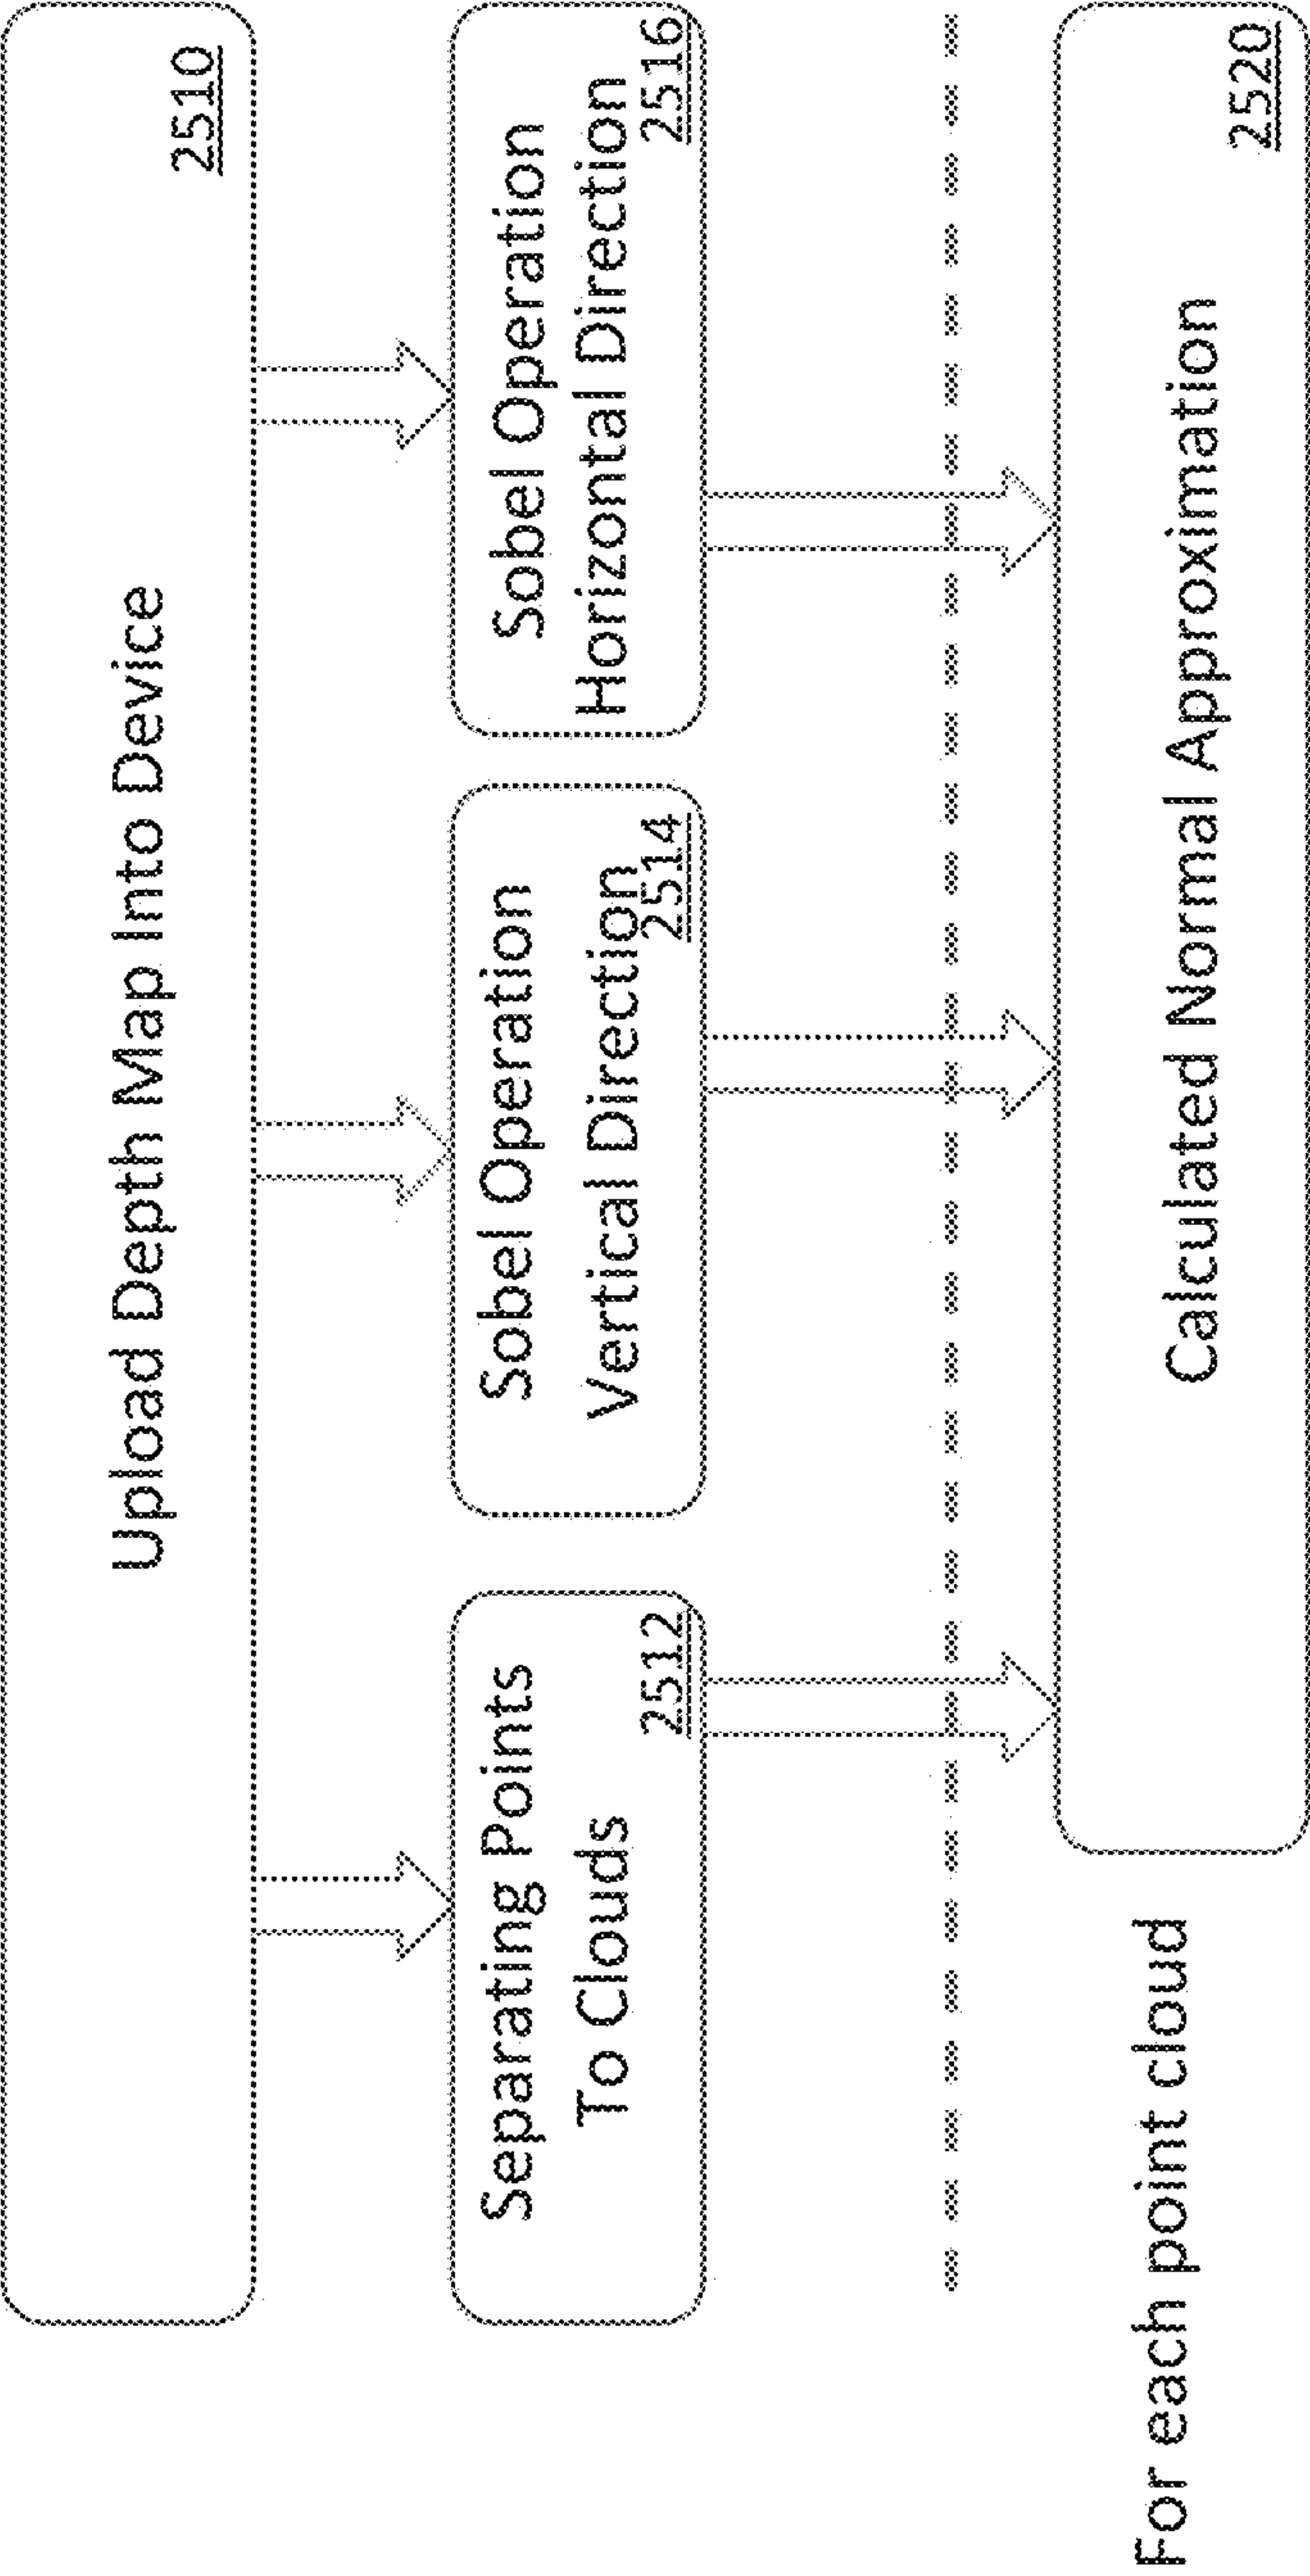 Upload Depth Map Into Device
2510
Separating Points
To Clouds
2512
Sobel Operation
Vertical Direction
2514
Sobel Operation
Horizontal Direction
2516
For each point cloud
Calculated Normal Approximation
2520